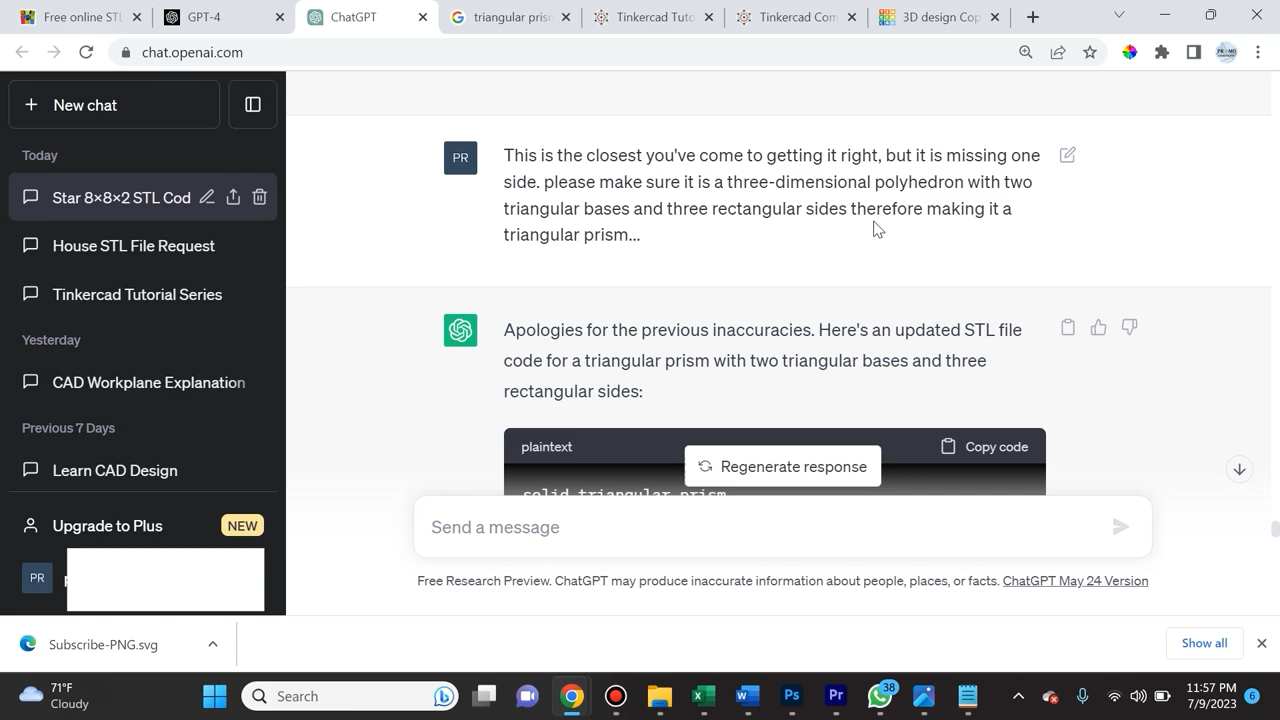 Free online STL
GPT-4
ChatGPT
triangular prism
Tinkercad Tuto
Tinkercad Com
3D design Cop
chat.openai.com
New chat
Today
Star 8×8×2 STL Cod
House STL File Request
Tinkercad Tutorial Series
Yesterday
CAD Workplane Explanation
Previous 7 Days
Learn CAD Design
Upgrade to Plus
NEW
PR
PR
This is the closest you've come to getting it right, but it is missing one
side. please make sure it is a three-dimensional polyhedron with two
triangular bases and three rectangular sides therefore making it a
triangular prism...
Apologies for the previous inaccuracies. Here's an updated STL file
code for a triangular prism with two triangular bases and three
rectangular sides:
plaintext
Copy code
Regenerate response
solid triangular_prism
Send a message
Free Research Preview. ChatGPT may produce inaccurate information about people, places, or facts. ChatGPT May 24 Version
Subscribe-PNG.svg
Show all
71°F
Cloudy
Search
38
11:57 PM
7/9/2023
6